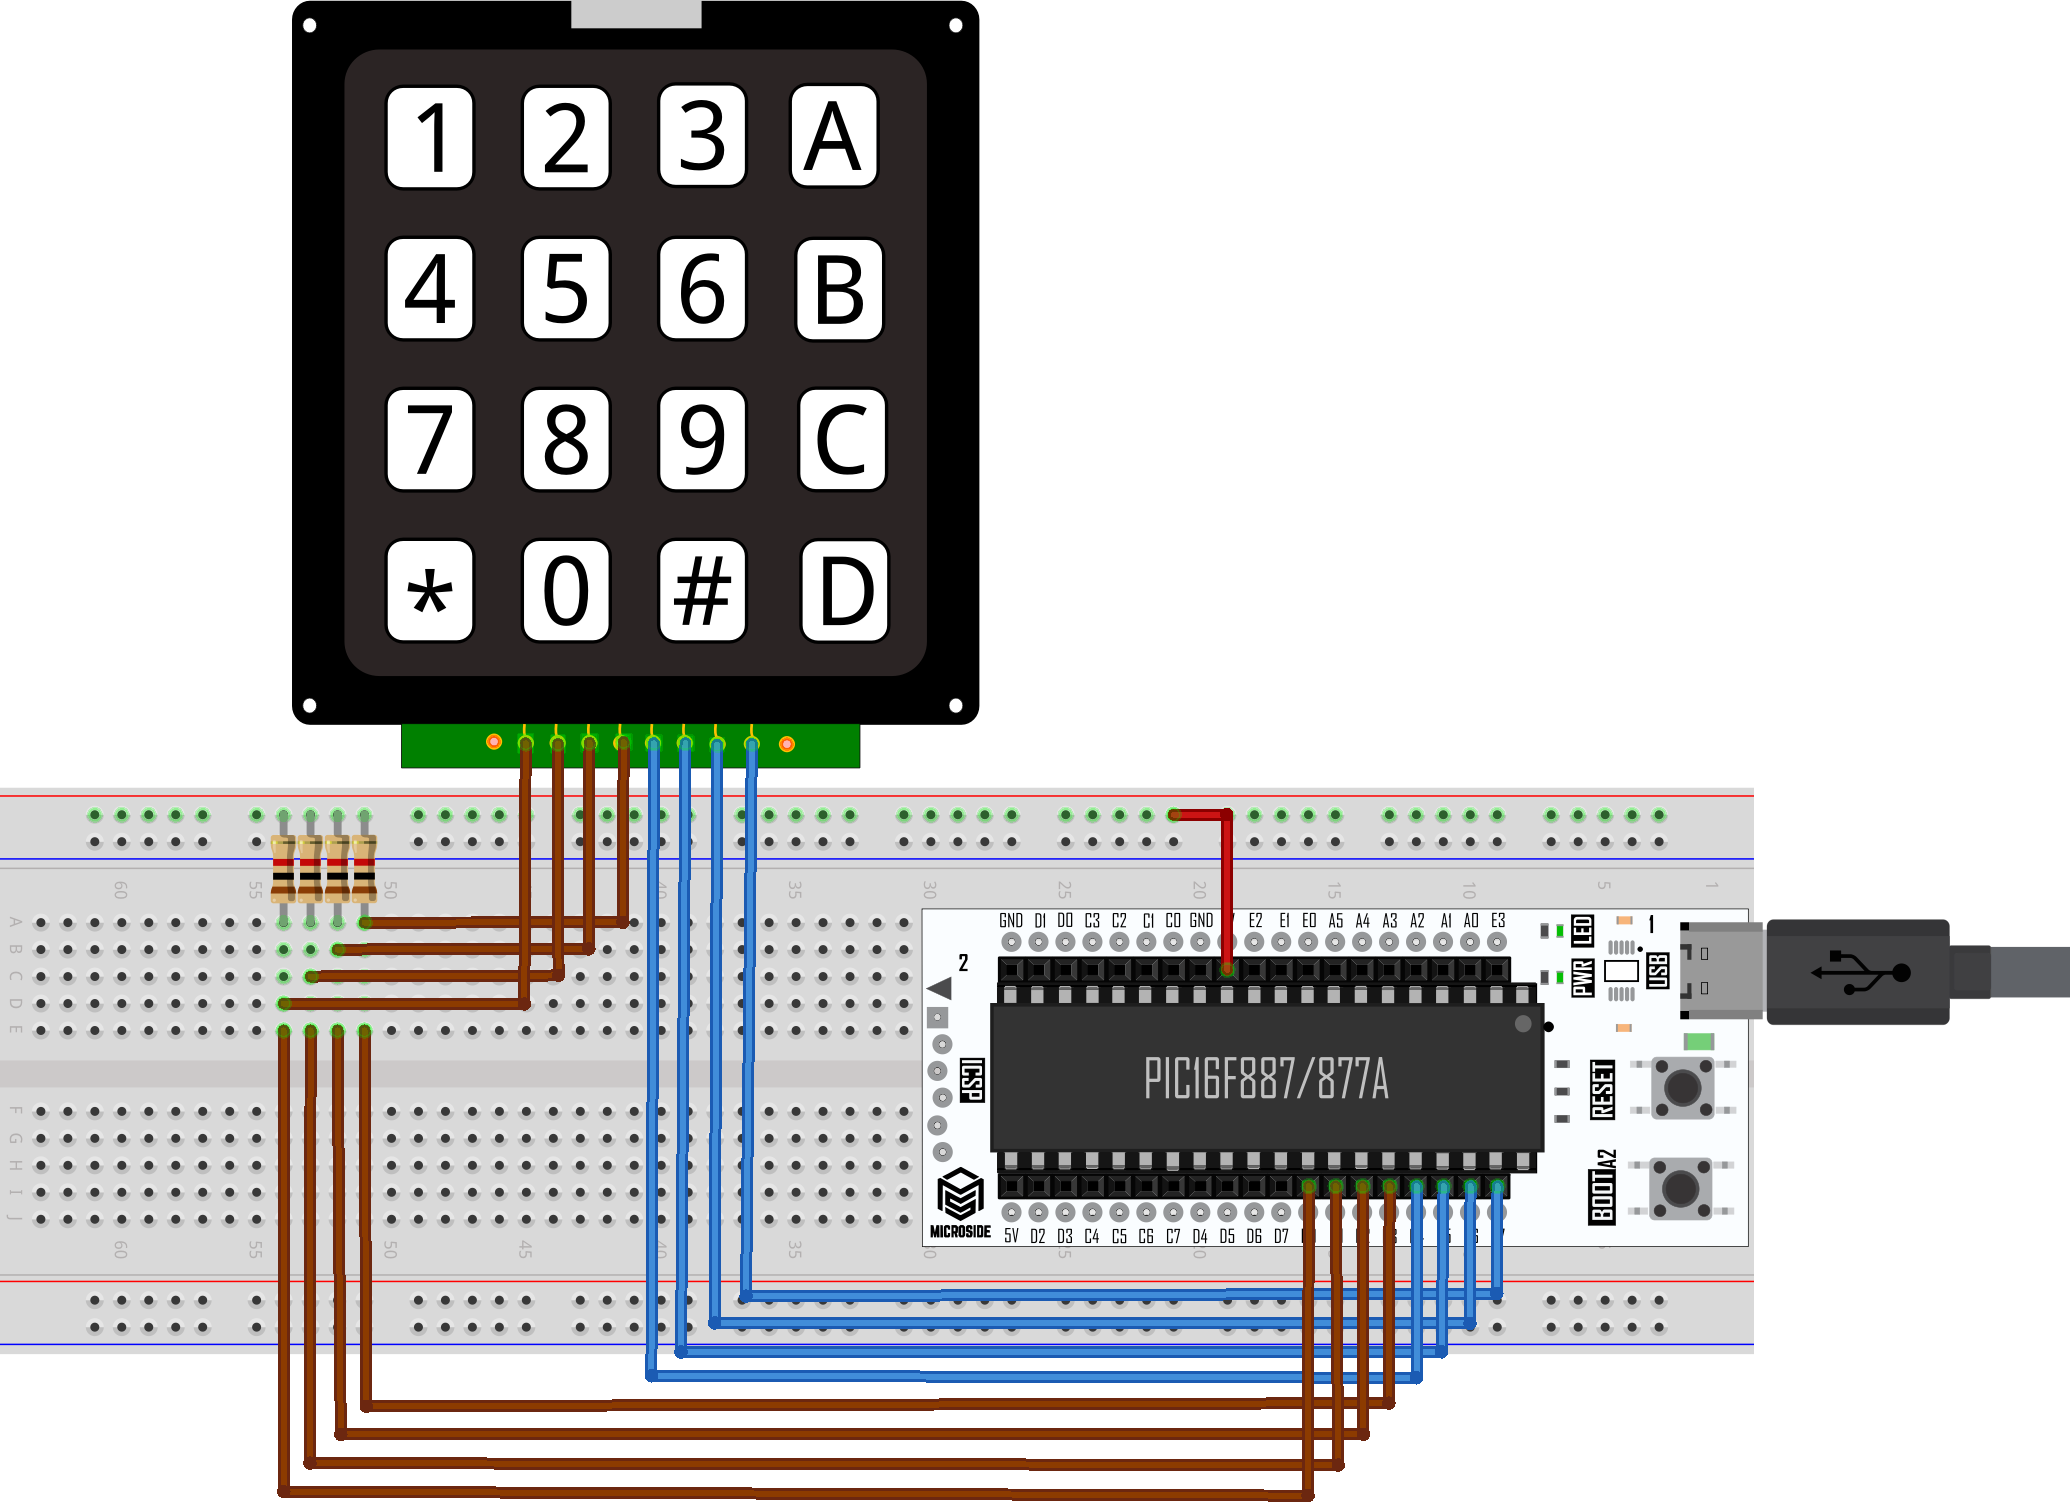 1 2 3 A
4 5 6 B
7 8 9 C
* 0 # D
60 55 50 40 35 30 25 20 15 10 5 1
A
B
C
D
E
F
G
H
I
J
GND D1 D0 C3 C2 C1 C0 GND E2 E1 E0 A5 A4 A3 A2 A1 A0 E3
LED
PWR
1
USB
2
ICSP
PIC16F887/877A
RESET
BOOT A2
MICROSIDE
5V D2 D3 C4 C5 C6 C7 D4 D5 D6 D7
60 55 50 45 40 35